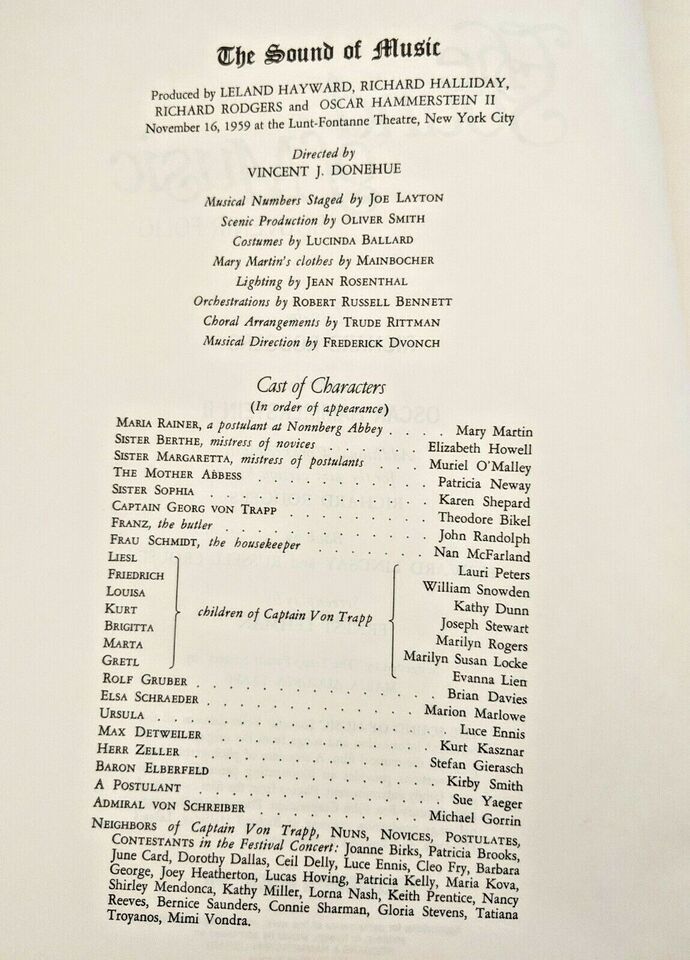 The Sound of Music
Produced by LELAND HAYWARD, RICHARD HALLIDAY,
RICHARD RODGERS and OSCAR HAMMERSTEIN II
November 16, 1959 at the Lunt-Fontanne Theatre, New York City
Directed by
VINCENT J. DONEHUE
Musical Numbers Staged by JOE LAYTON
Scenic Production by OLIVER SMITH
Costumes by LUCINDA BALLARD
Mary Martin's clothes by MAINBOCHER
Lighting by JEAN ROSENTHAL
Orchestrations by ROBERT RUSSELL BENNETT
Choral Arrangements by TRUDE RITTMAN
Musical Direction by FREDERICK DVONCH
Cast of Characters
(In order of appearance)
MARIA RAINER, a postulant at Nonnberg Abbey . . . . Mary Martin
SISTER BERTHE, mistress of novices . . . . . . Elizabeth Howell
SISTER MARGARETTA, mistress of postulants . . . Muriel O'Malley
THE MOTHER ABBESS . . . . . . . . . . Patricia Neway
SISTER SOPHIA . . . . . . . . . . . . Karen Shepard
CAPTAIN GEORG VON TRAPP . . . . . . . . Theodore Bikel
FRANZ, the butler . . . . . . . . . . . John Randolph
FRAU SCHMIDT, the housekeeper . . . . . . . Nan McFarland
LIESL Lauri Peters
FRIEDRICH William Snowden
LOUISA Kathy Dunn
KURT children of Captain Von Trapp Joseph Stewart
BRIGITTA Marilyn Rogers
MARTA Marilyn Susan Locke
GRETL Evanna Lien
ROLF GRUBER . . . . . . . . . . . . Brian Davies
ELSA SCHRAEDER . . . . . . . . . . . Marion Marlowe
URSULA . . . . . . . . . . . . . . Luce Ennis
MAX DETWEILER . . . . . . . . . . . Kurt Kasznar
HERR ZELLER . . . . . . . . . . . . Stefan Gierasch
BARON ELBERFELD . . . . . . . . . . . Kirby Smith
A POSTULANT . . . . . . . . . . . . Sue Yaeger
ADMIRAL VON SCHREIBER . . . . . . . . . Michael Gorrin
NEIGHBORS of Captain Von Trapp, NUNS, NOVICES, POSTULATES,
CONTESTANTS in the Festival Concert: Joanne Birks, Patricia Brooks,
June Card, Dorothy Dallas, Ceil Delly, Luce Ennis, Cleo Fry, Barbara
George, Joey Heatherton, Lucas Hoving, Patricia Kelly, Maria Kova,
Shirley Mendonca, Kathy Miller, Lorna Nash, Keith Prentice, Nancy
Reeves, Bernice Saunders, Connie Sharman, Gloria Stevens, Tatiana
Troyanos, Mimi Vondra.